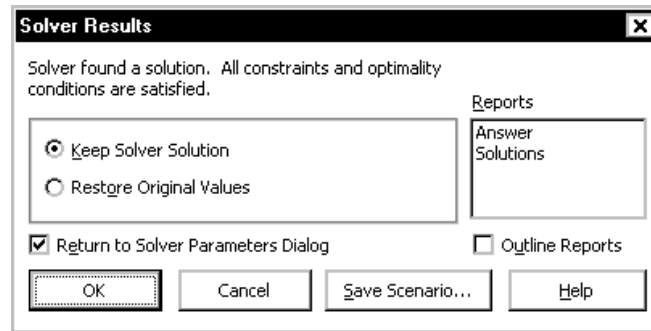 Solver Results
Solver found a solution. All constraints and optimality
conditions are satisfied.
Reports
Answer
Solutions
Keep Solver Solution
Restore Original Values
Return to Solver Parameters Dialog
Outline Reports
OK
Cancel
Save Scenario...
Help